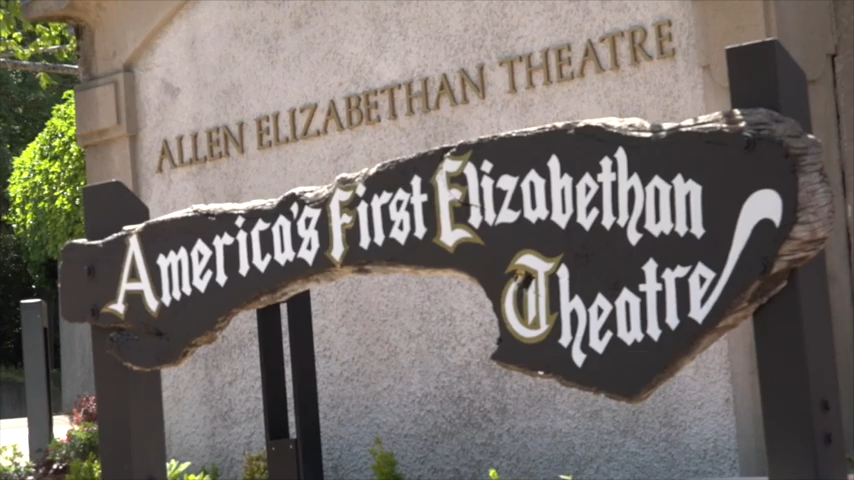 ALLEN ELIZABETHAN THEATRE
America's First Elizabethan
Theatre